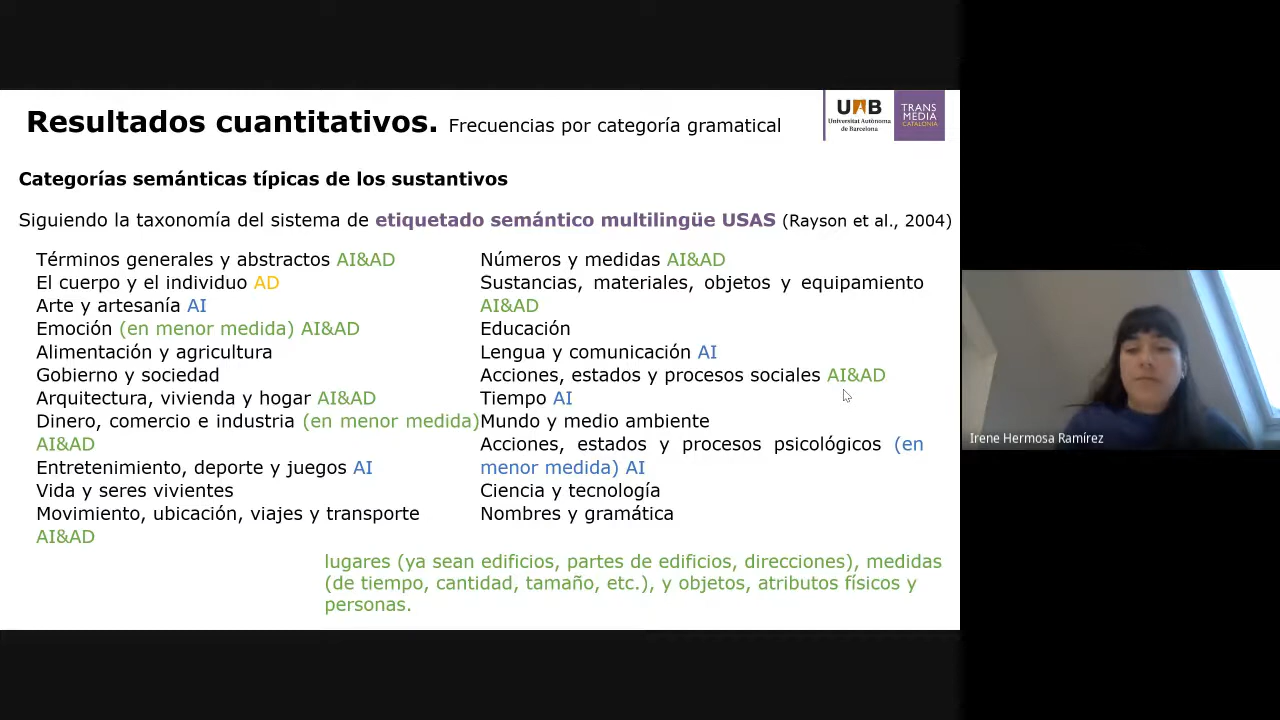 Resultados cuantitativos. Frecuencias por categoría gramatical
UAB
Universitat Autònoma
de Barcelona
TRANS
MEDIA
CATALONIA
Categorías semánticas típicas de los sustantivos
Siguiendo la taxonomía del sistema de etiquetado semántico multilingüe USAS (Rayson et al., 2004)
Términos generales y abstractos AI&AD
El cuerpo y el individuo AD
Arte y artesanía AI
Emoción (en menor medida) AI&AD
Alimentación y agricultura
Gobierno y sociedad
Arquitectura, vivienda y hogar AI&AD
Dinero, comercio e industria (en menor medida)
AI&AD
Entretenimiento, deporte y juegos AI
Vida y seres vivientes
Movimiento, ubicación, viajes y transporte
AI&AD
Números y medidas AI&AD
Sustancias, materiales, objetos y equipamiento
AI&AD
Educación
Lengua y comunicación AI
Acciones, estados y procesos sociales AI&AD
Tiempo AI
Mundo y medio ambiente
Acciones, estados y procesos psicológicos (en
menor medida) AI
Ciencia y tecnología
Nombres y gramática
lugares (ya sean edificios, partes de edificios, direcciones), medidas
(de tiempo, cantidad, tamaño, etc.), y objetos, atributos físicos y
personas.
Irene Hermosa Ramírez